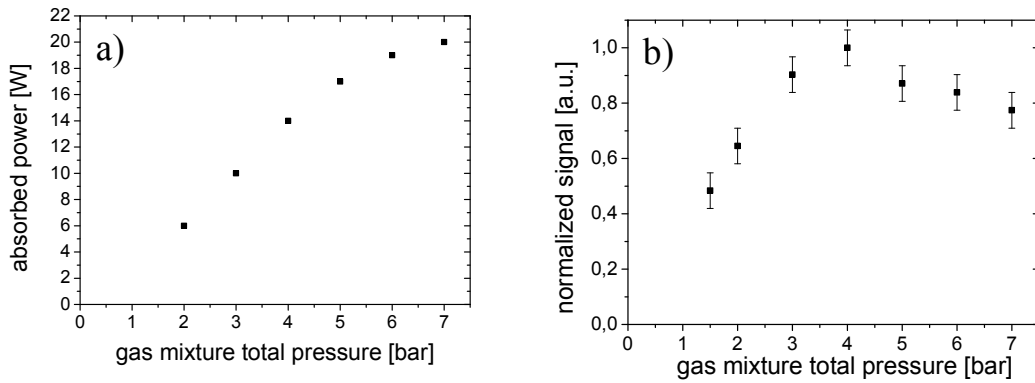 a)
absorbed power [W]
22
20
18
16
14
12
10
8
6
4
2
0
0 1 2 3 4 5 6 7
gas mixture total pressure [bar]
b)
normalized signal [a.u.]
1,0
0,8
0,6
0,4
0,2
0,0
0 1 2 3 4 5 6 7
gas mixture total pressure [bar]